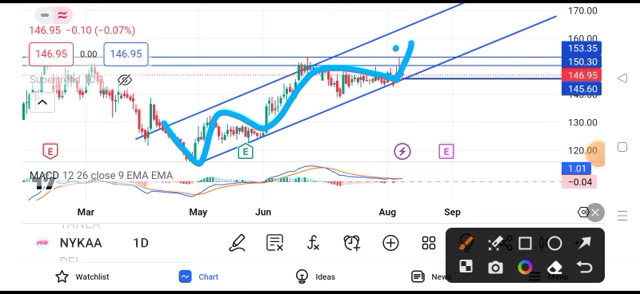 170.00
146.95 −0.10 (−0.07%)
153.35
146.95 0.00 146.95
150.30
146.95
145.60
140.00
130.00
E E
120.00
MACD 12 26 close 9 EMA EMA
1.01
−0.04
Mar May Jun Aug Sep
NYKAA 1D
Watchlist Chart Ideas News Menu